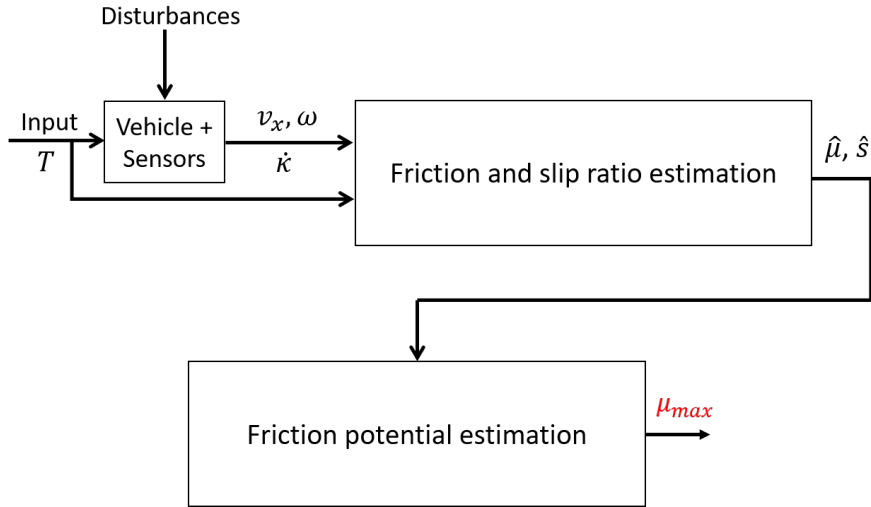 Disturbances
Input
T
Vehicle +
Sensors
v_x, ω
κ̇
Friction and slip ratio estimation
μ̂, ŝ
Friction potential estimation
μ_max